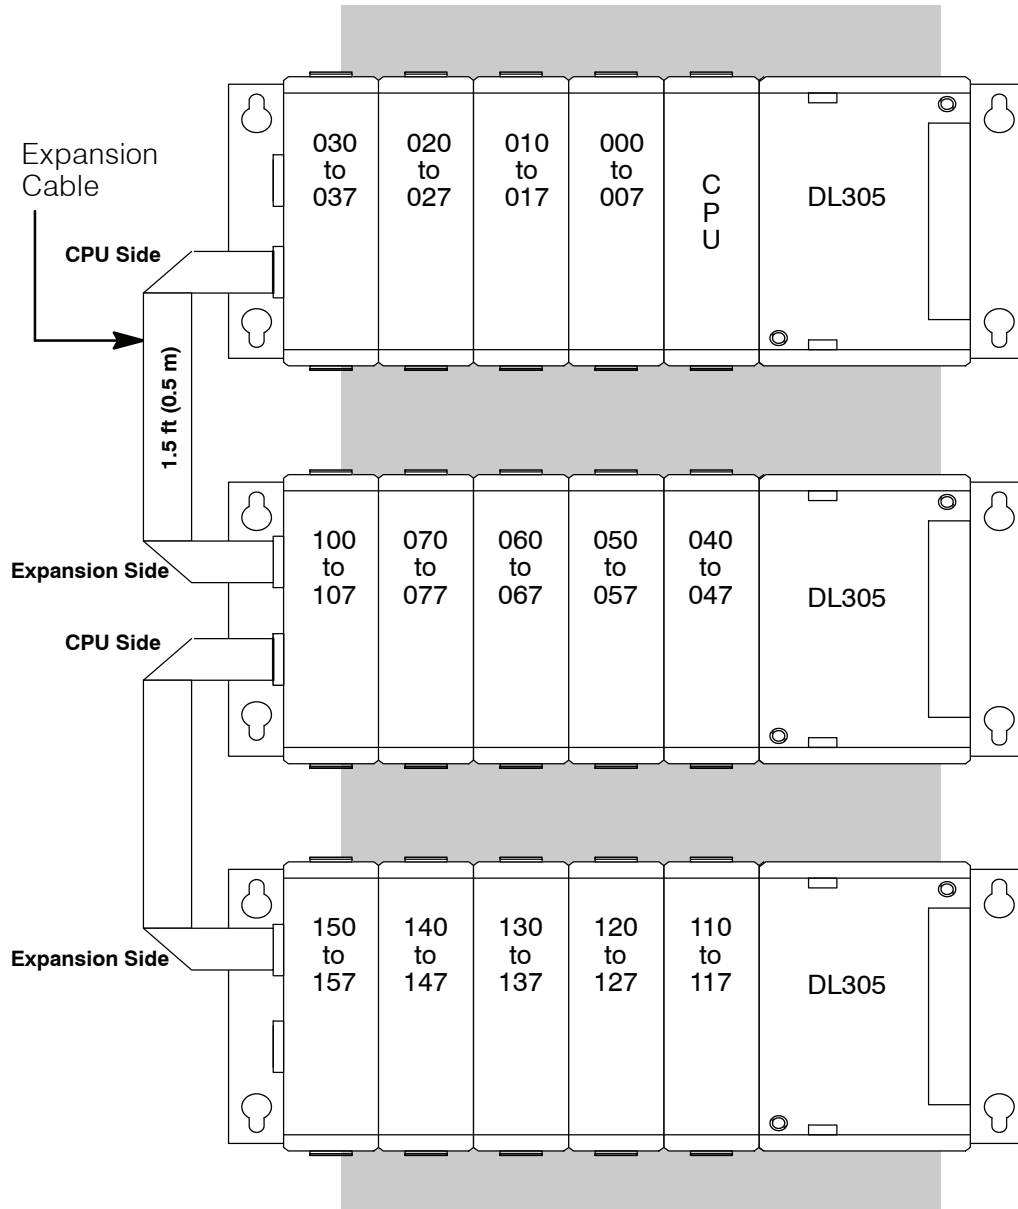 Expansion
Cable
CPU Side
1.5 ft (0.5 m)
030
to
037
020
to
027
010
to
017
000
to
007
C
P
U
DL305
Expansion Side
CPU Side
100
to
107
070
to
077
060
to
067
050
to
057
040
to
047
DL305
Expansion Side
150
to
157
140
to
147
130
to
137
120
to
127
110
to
117
DL305